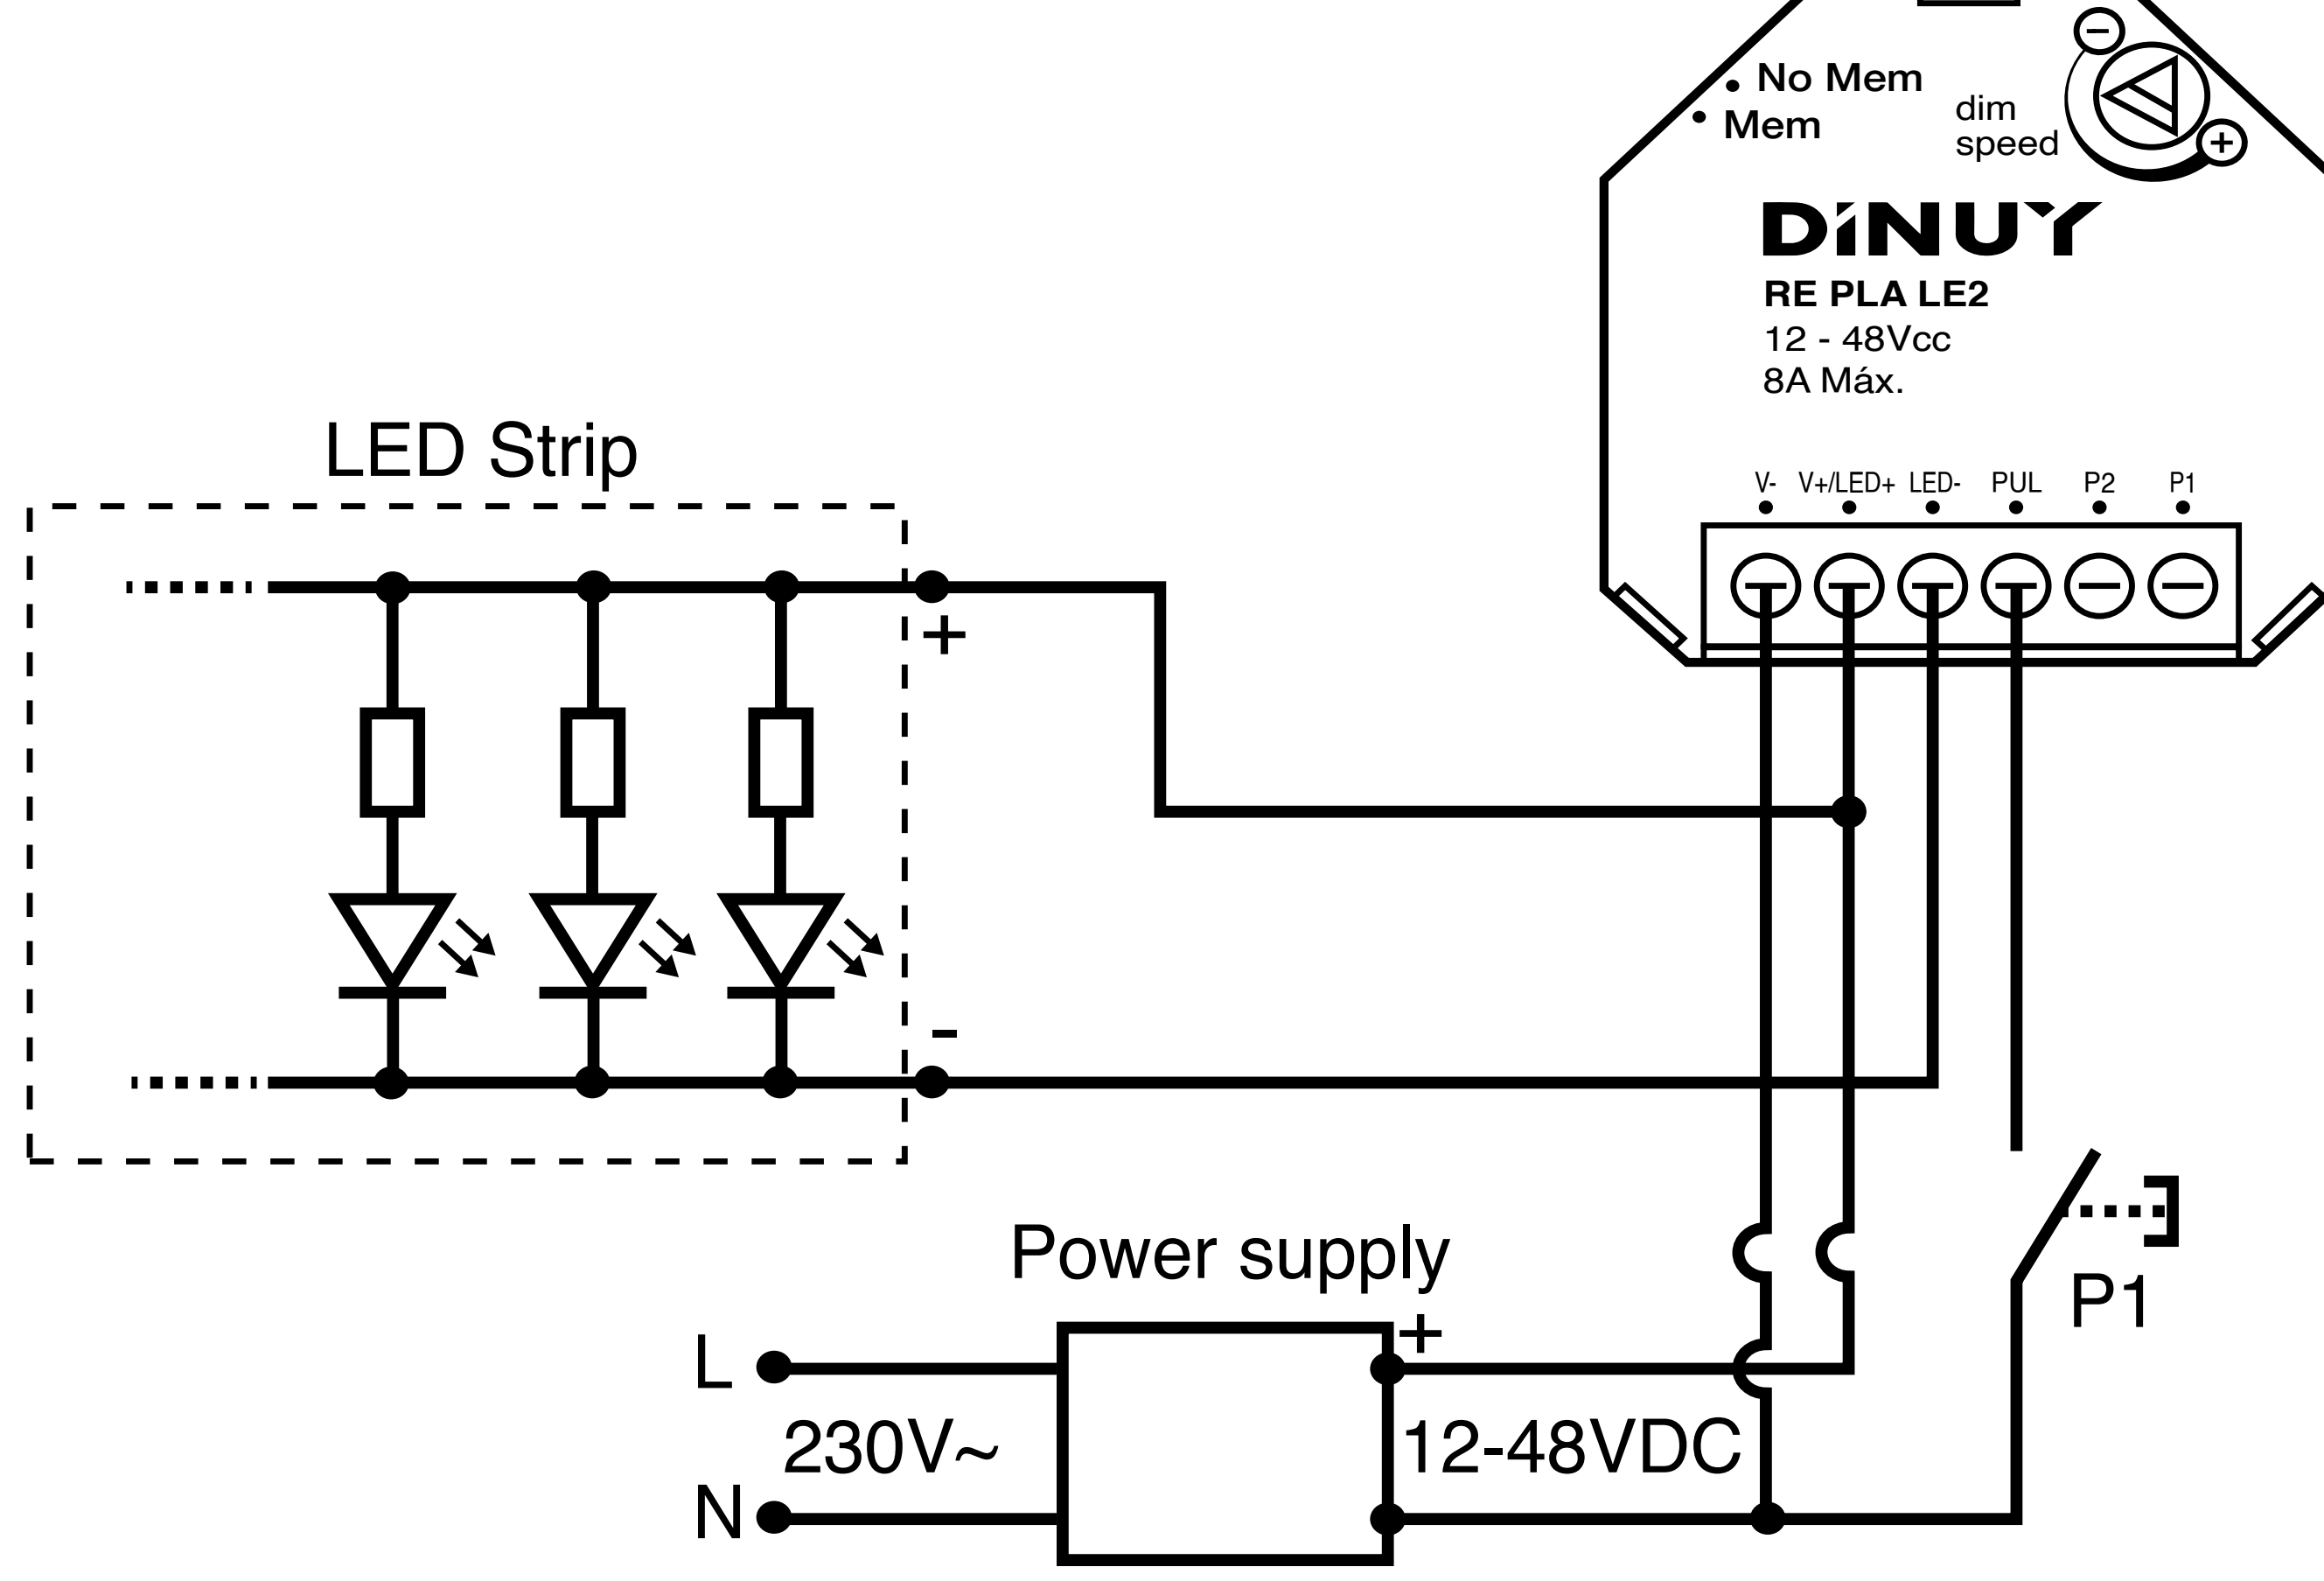 No Mem
Mem
dim
speed
DiNUY
RE PLA LE2
12 - 48Vcc
8A Máx.
V- V+/LED+ LED- PUL P2 P1
LED Strip
+
-
Power supply
P1
L
+
230V~
12-48VDC
N